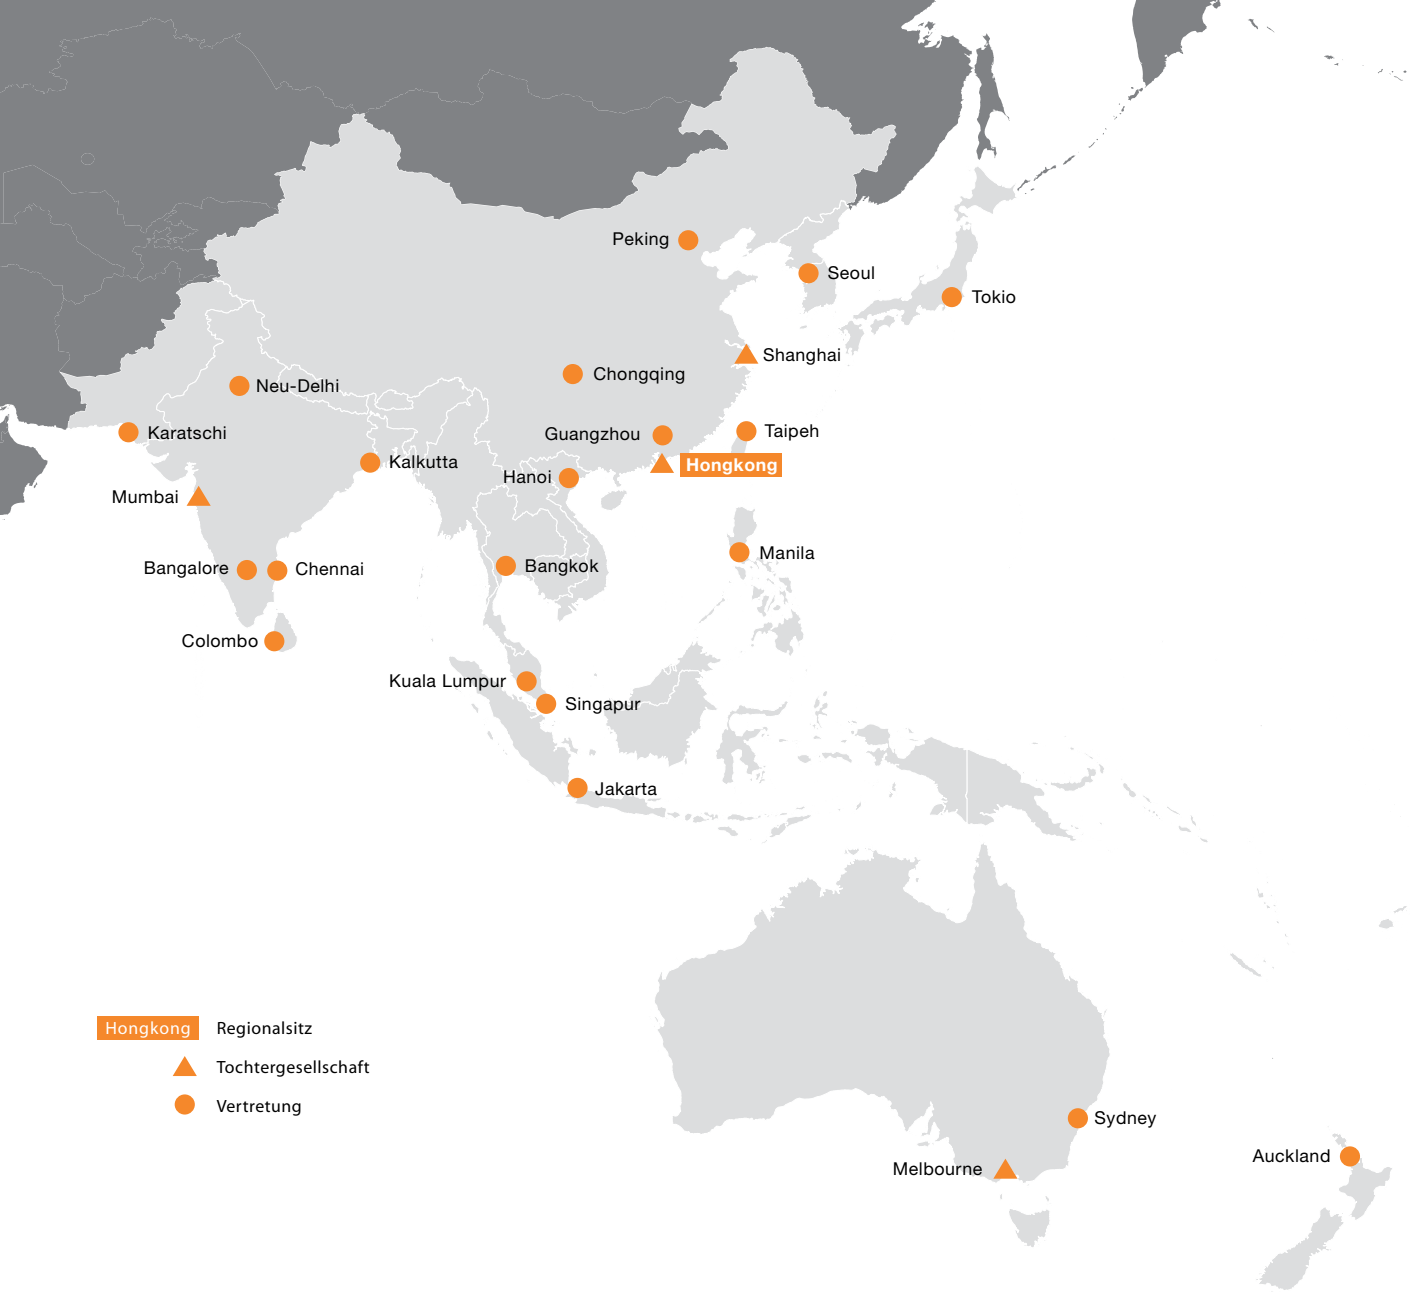 Peking
Seoul
Tokio
Shanghai
Chongqing
Neu-Delhi
Karatschi
Guangzhou
Taipeh
Kalkutta
Hongkong
Hanoi
Mumbai
Manila
Bangalore
Chennai
Bangkok
Colombo
Kuala Lumpur
Singapur
Jakarta
Hongkong Regionalsitz
Tochtergesellschaft
Vertretung
Sydney
Auckland
Melbourne